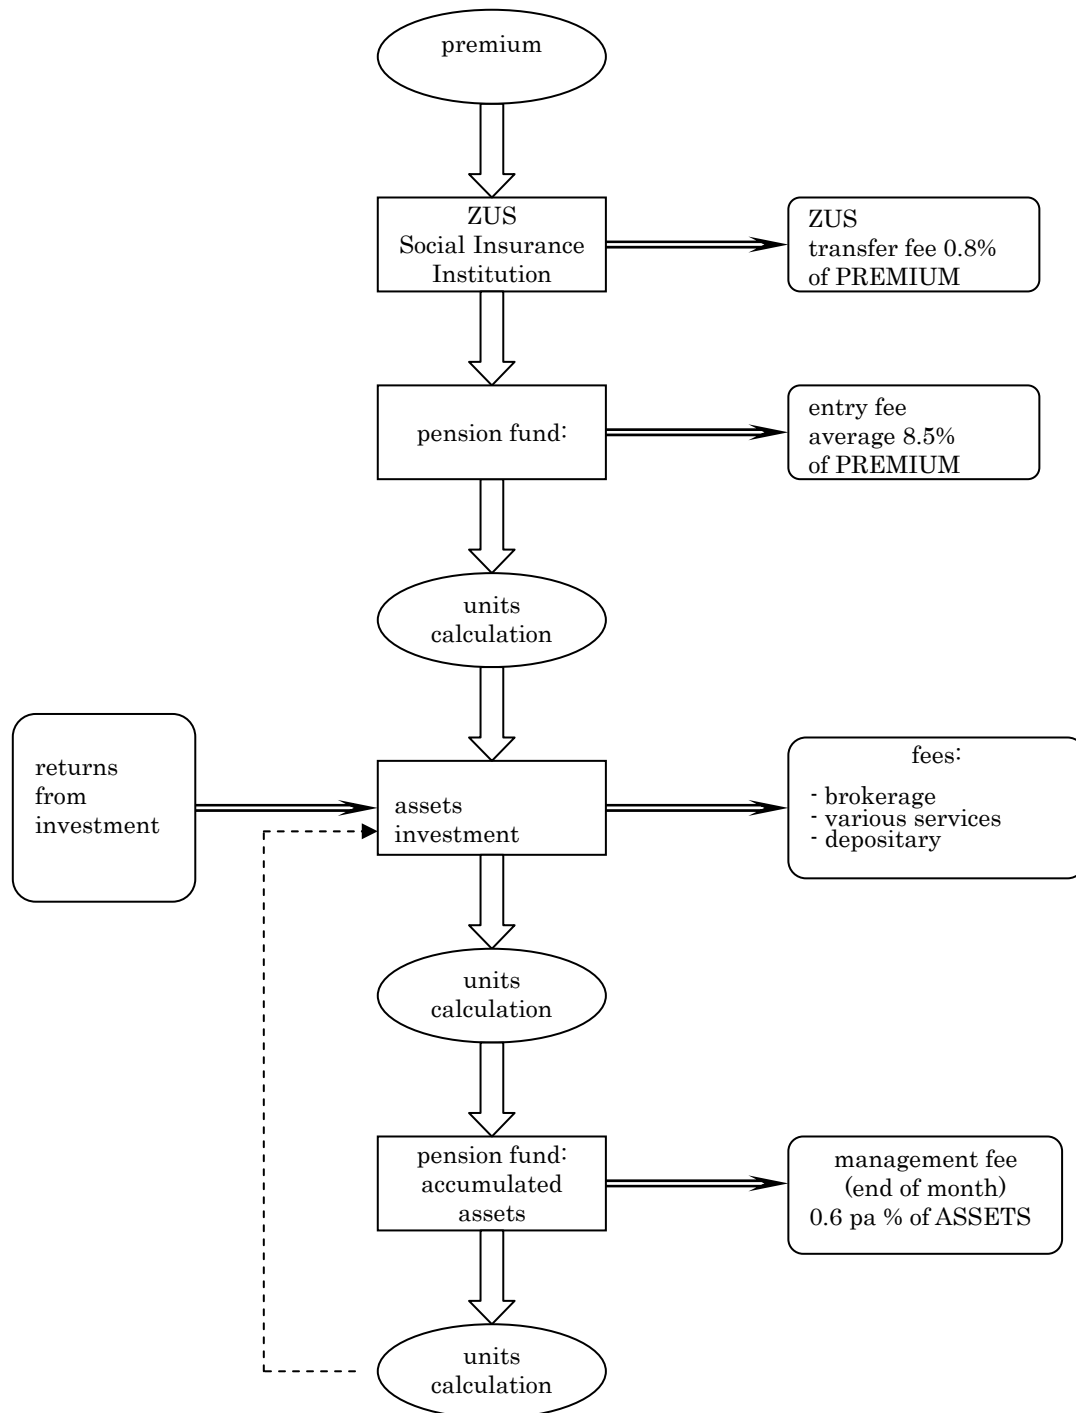 premium
ZUS
Social Insurance
Institution
ZUS
transfer fee 0.8%
of PREMIUM
pension fund:
entry fee
average 8.5%
of PREMIUM
units
calculation
returns
from
investment
assets
investment
fees:
- brokerage
- various services
- depositary
units
calculation
pension fund:
accumulated
assets
management fee
(end of month)
0.6 pa % of ASSETS
units
calculation